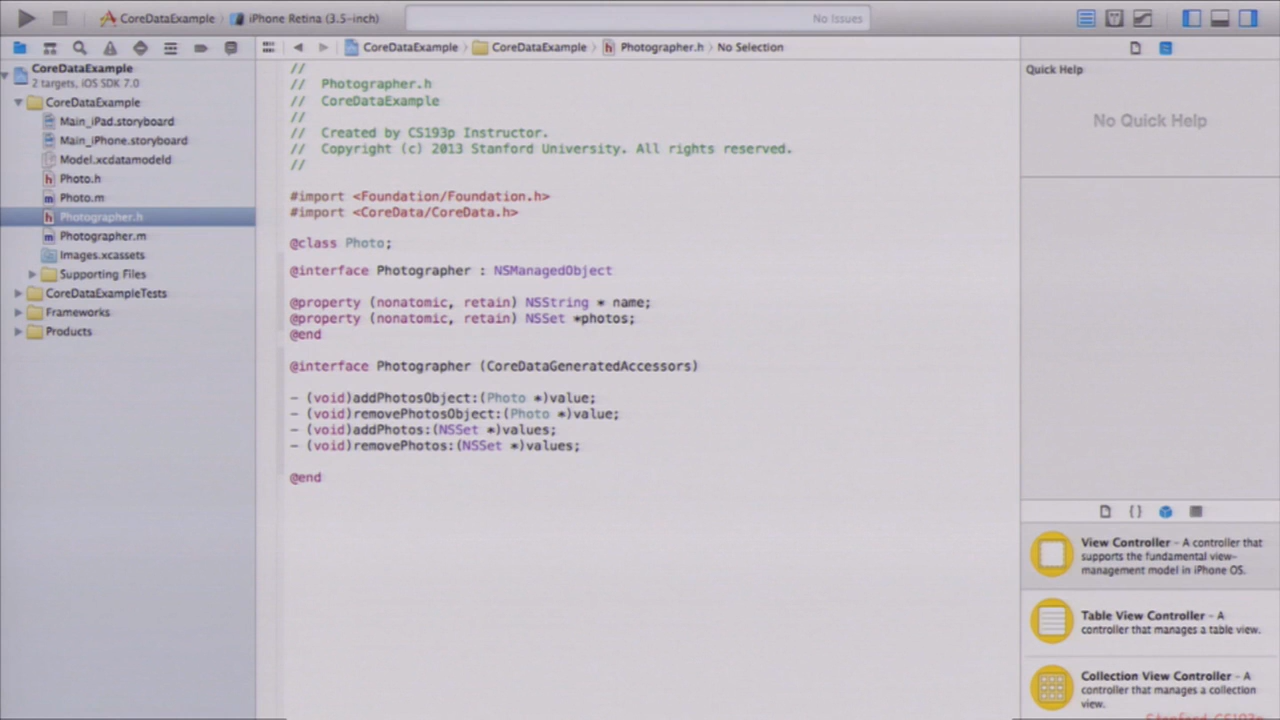 CoreDataExample
iPhone Retina (3.5-inch)
No Issues
CoreDataExample
CoreDataExample
Photographer.h
No Selection
CoreDataExample
2 targets, iOS SDK 7.0
CoreDataExample
Main_iPad.storyboard
Main_iPhone.storyboard
Model.xcdatamodeld
Photo.h
Photo.m
Photographer.h
Photographer.m
Images.xcassets
Supporting Files
CoreDataExampleTests
Frameworks
Products
//
// Photographer.h
// CoreDataExample
//
// Created by CS193p Instructor.
// Copyright (c) 2013 Stanford University. All rights reserved.
//
#import <Foundation/Foundation.h>
#import <CoreData/CoreData.h>
@class Photo;
@interface Photographer : NSManagedObject
@property (nonatomic, retain) NSString * name;
@property (nonatomic, retain) NSSet *photos;
@end
@interface Photographer (CoreDataGeneratedAccessors)
- (void)addPhotosObject:(Photo *)value;
- (void)removePhotosObject:(Photo *)value;
- (void)addPhotos:(NSSet *)values;
- (void)removePhotos:(NSSet *)values;
@end
Quick Help
No Quick Help
{ }
View Controller - A controller that
supports the fundamental view-
management model in iPhone OS.
Table View Controller - A
controller that manages a table view.
Collection View Controller - A
controller that manages a collection
view.
Stanford CS193p